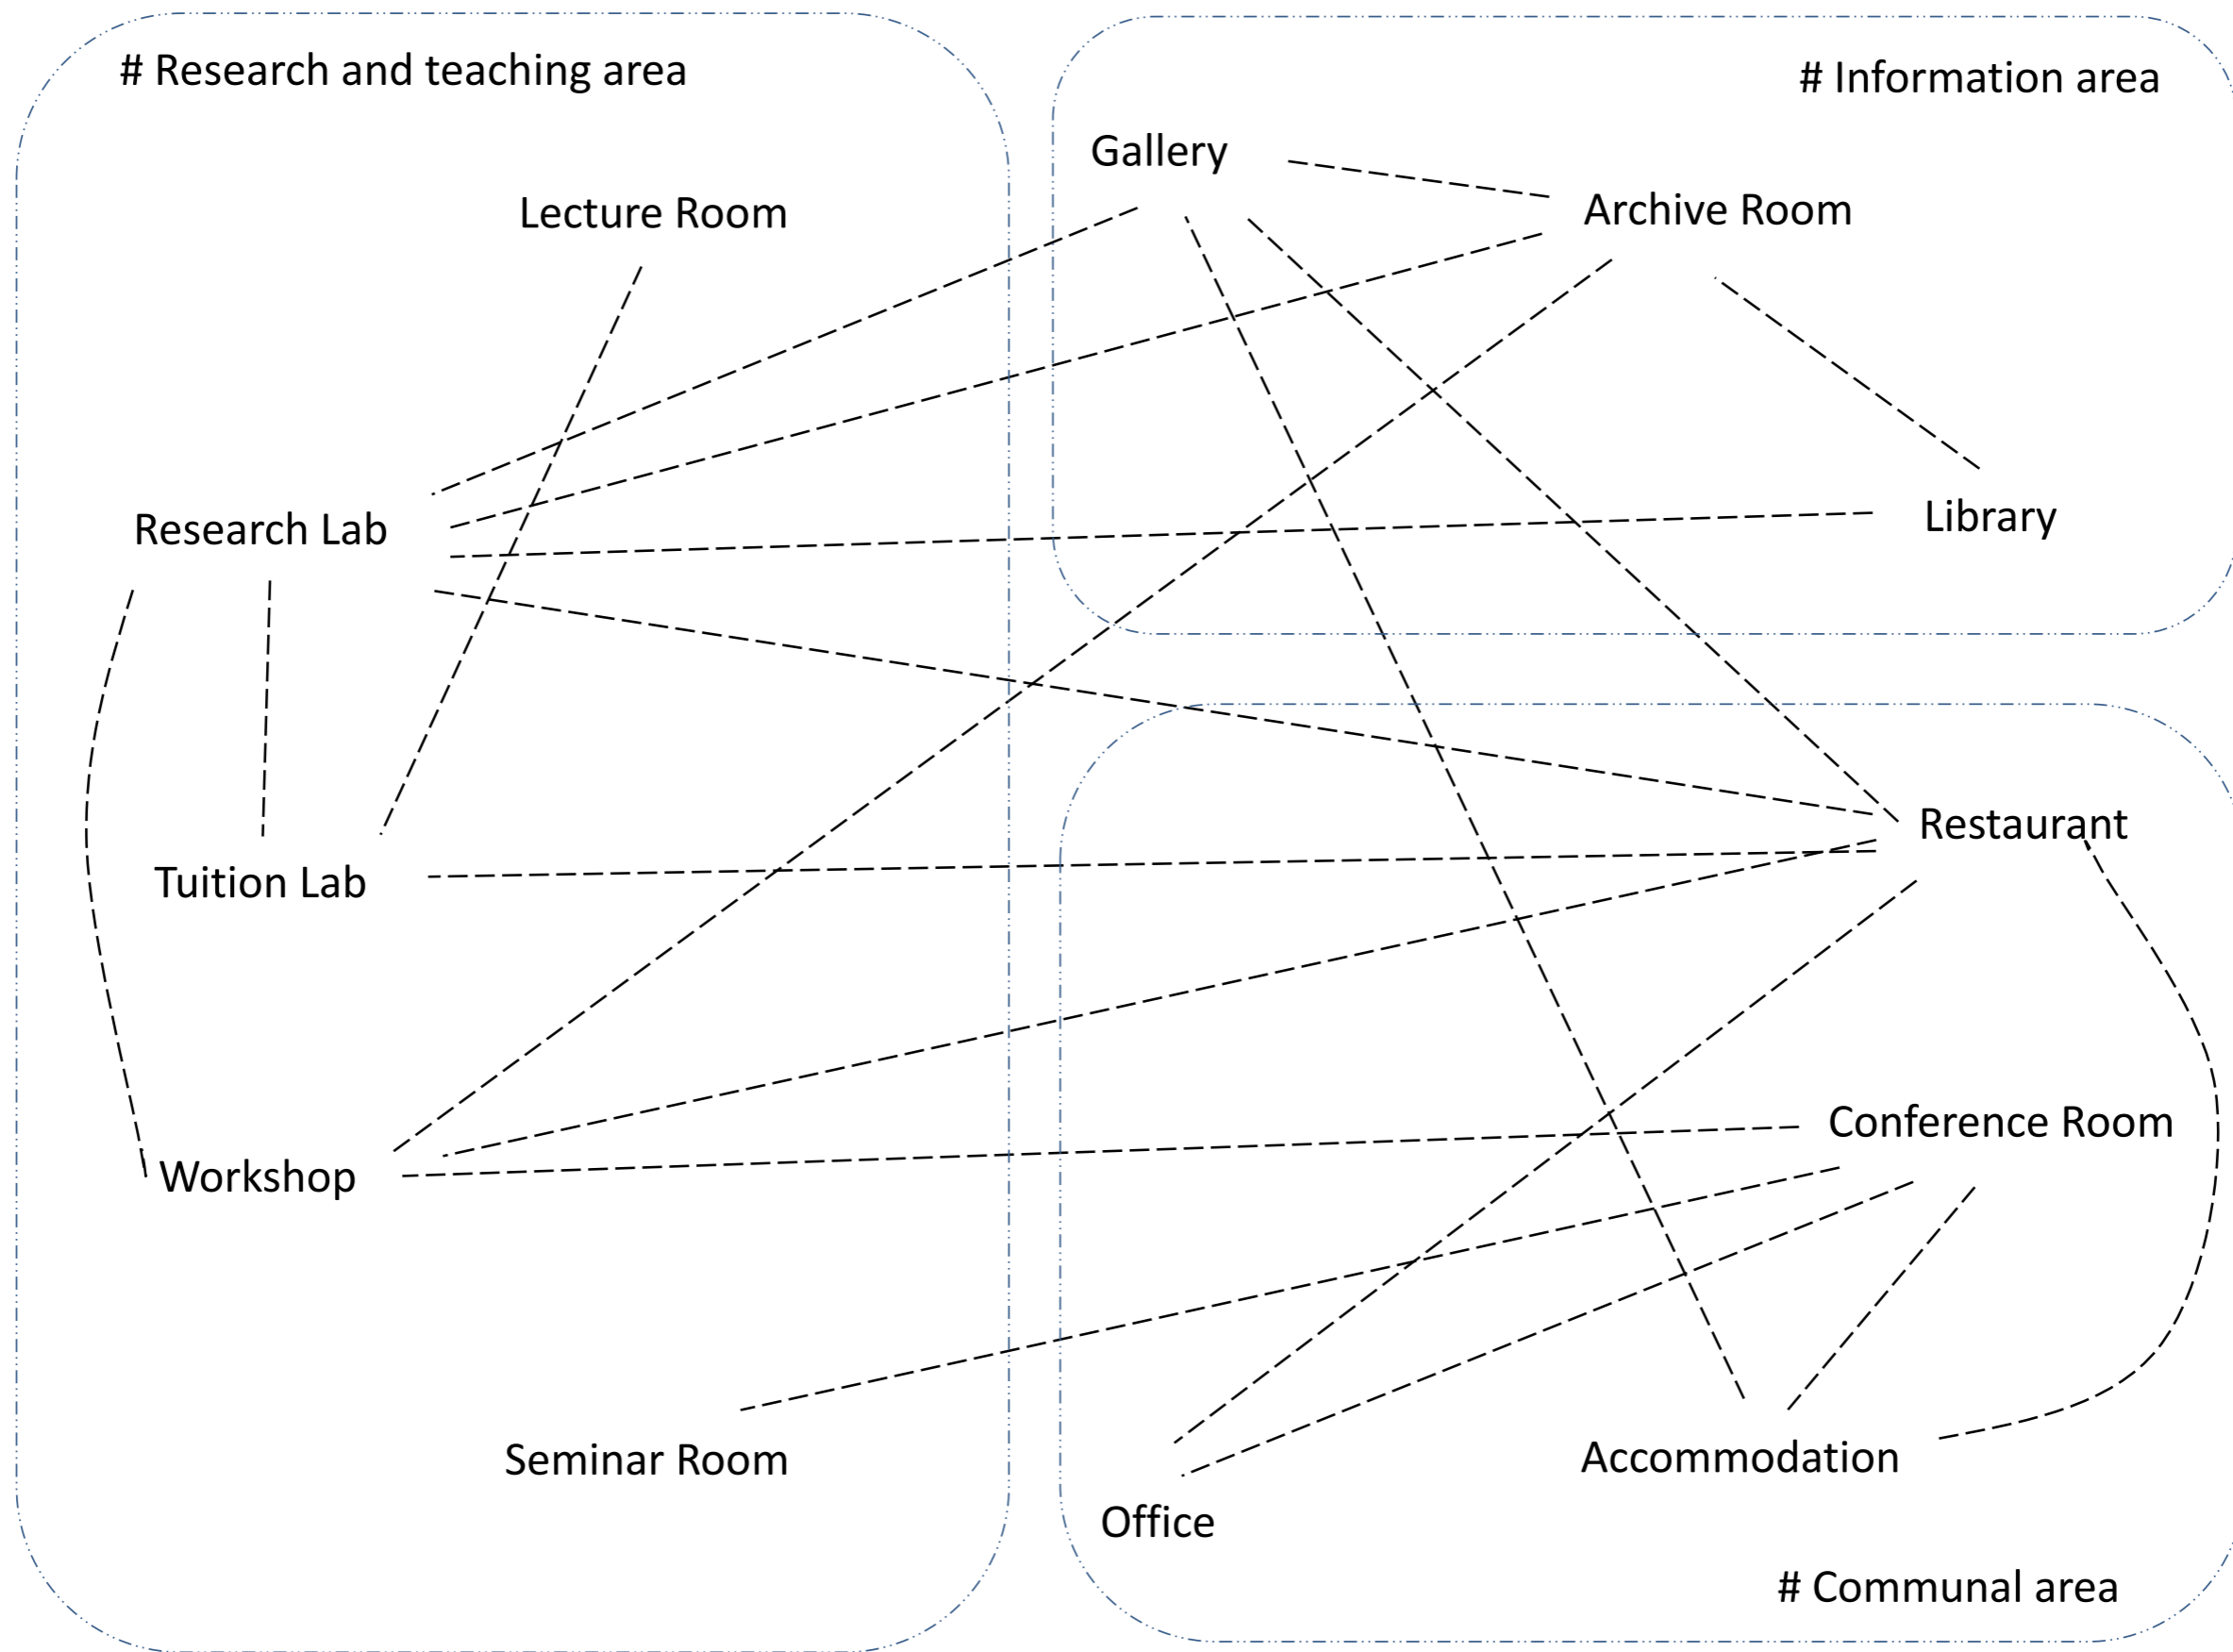 # Research and teaching area
Lecture Room
Research Lab
Tuition Lab
Workshop
Seminar Room
# Information area
Gallery
Archive Room
Library
Restaurant
Conference Room
Accommodation
Office
# Communal area